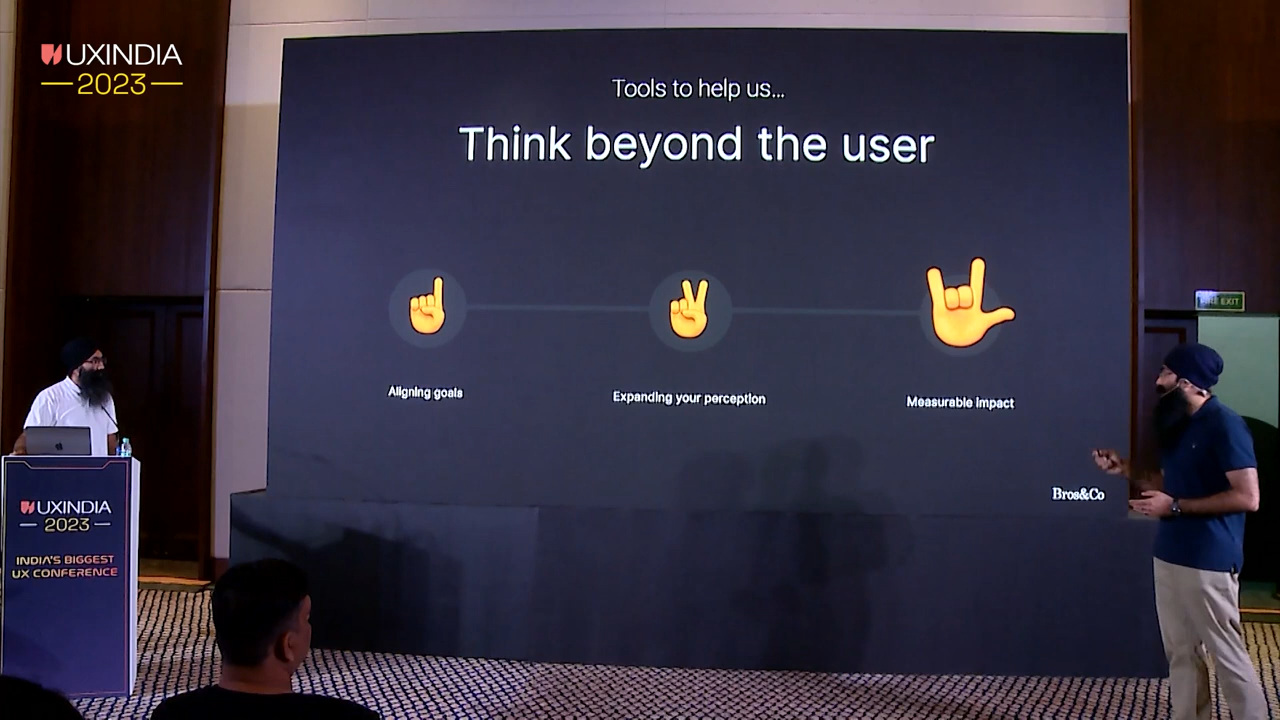 UXINDIA
2023
Tools to help us...
Think beyond the user
Aligning goals
Expanding your perception
Measurable impact
Bros&Co
EXIT
UXINDIA
2023
INDIA'S BIGGEST
UX CONFERENCE